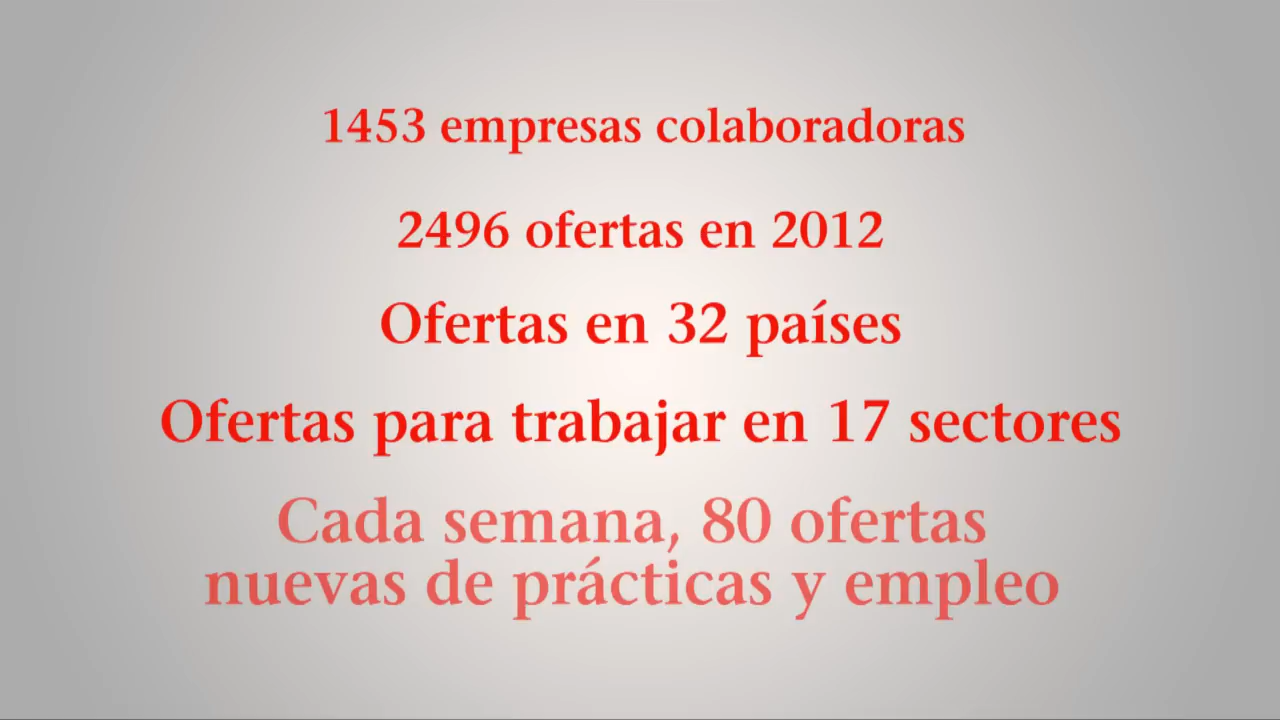 1453 empresas colaboradoras
2496 ofertas en 2012
Ofertas en 32 países
Ofertas para trabajar en 17 sectores
Cada semana, 80 ofertas
nuevas de prácticas y empleo